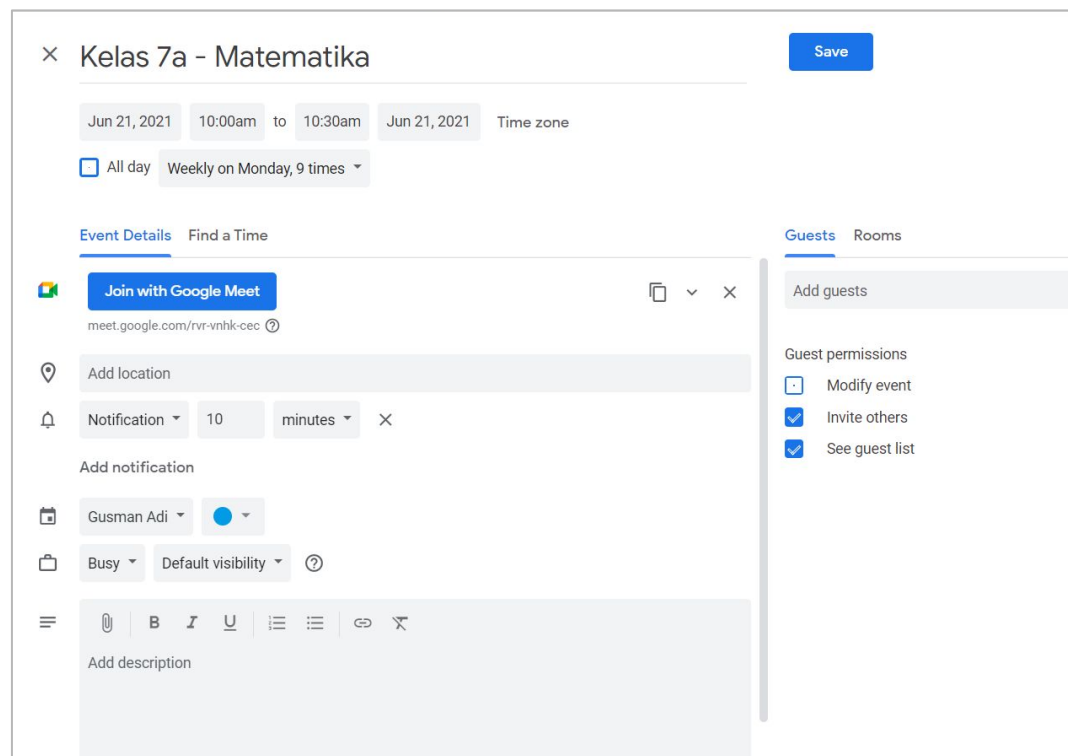 Kelas 7a - Matematika
Save
Jun 21, 2021 10:00am to 10:30am Jun 21, 2021 Time zone
All day Weekly on Monday, 9 times
Event Details Find a Time
Guests Rooms
Join with Google Meet
meet.google.com/rvr-vnhk-cec
Add guests
Add location
Guest permissions
Modify event
Notification 10 minutes
Invite others
See guest list
Add notification
Gusman Adi
Busy Default visibility
B I U
Add description